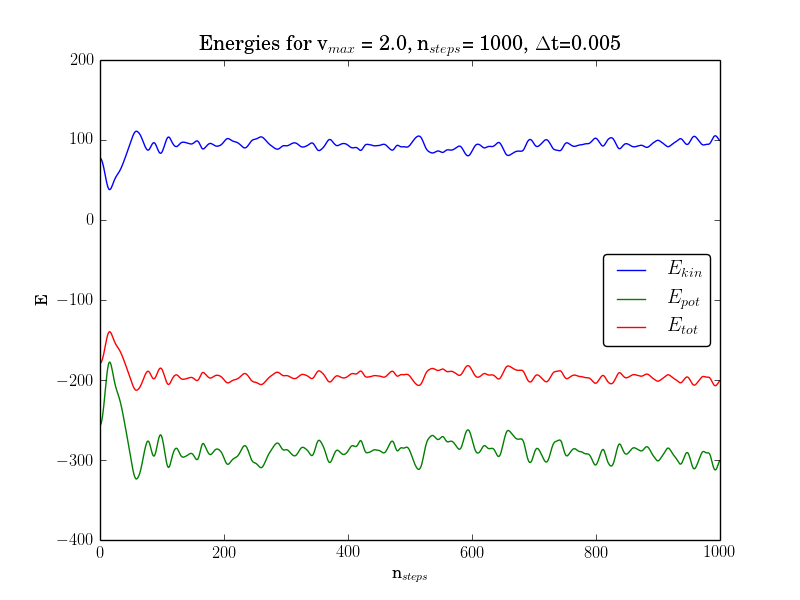 Energies for v_max = 2.0, n_steps = 1000, Δt=0.005
200
100
0
−100
−200
−300
−400
E
E_kin
E_pot
E_tot
0 200 400 600 800 1000
n_steps